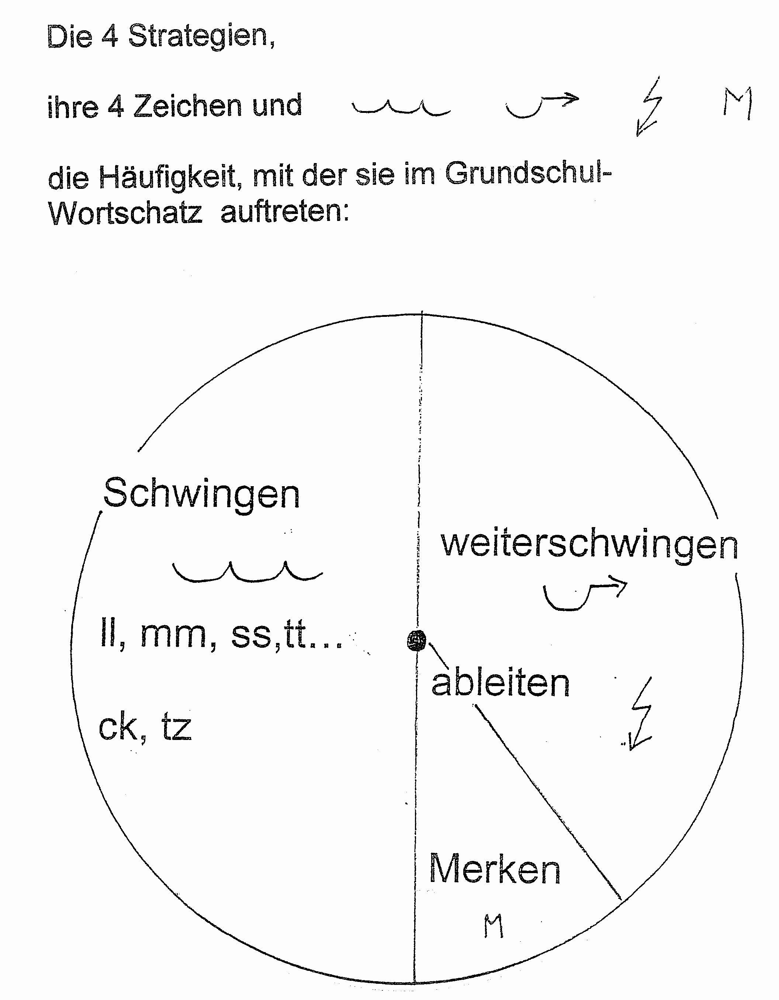 Die 4 Strategien,
ihre 4 Zeichen und M
die Häufigkeit, mit der sie im Grundschul-
Wortschatz auftreten:
Schwingen
weiterschwingen
ll, mm, ss,tt...
ableiten
ck, tz
Merken
M